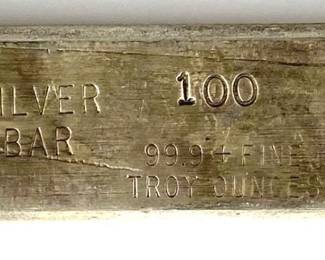 ILVER 100
BAR 99.9+ FINE
TROY OUNCES